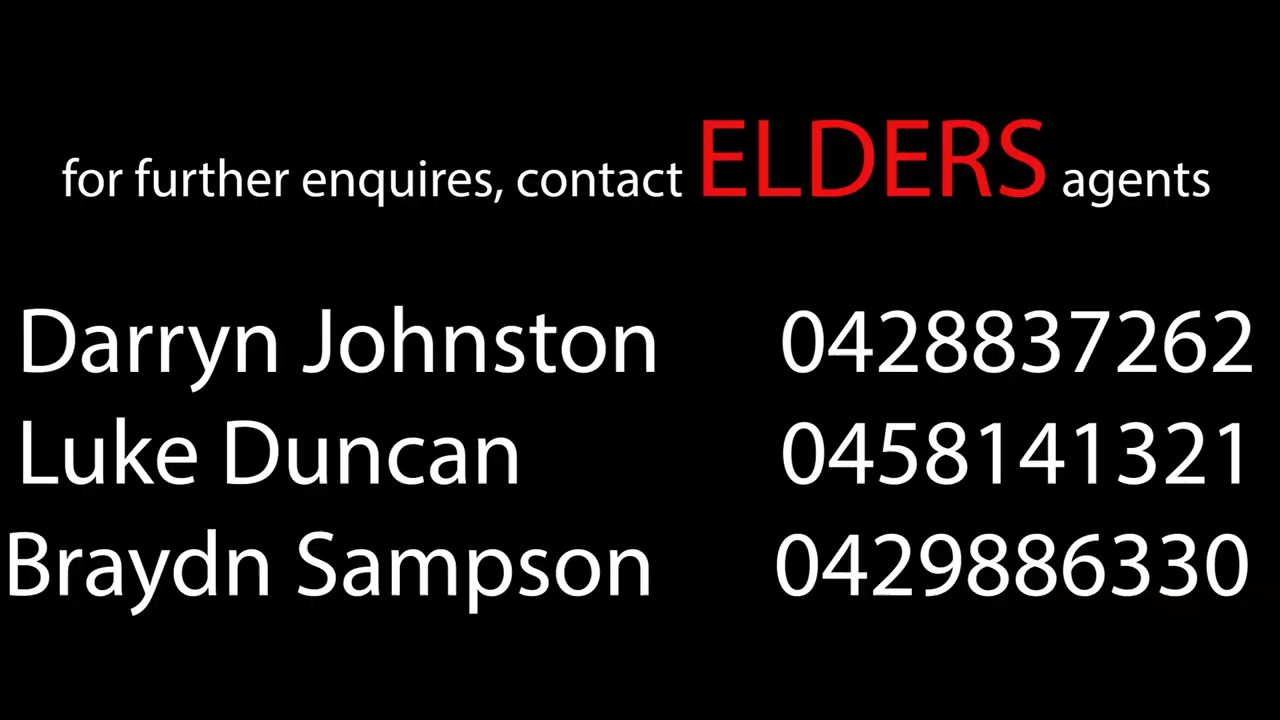 for further enquires, contact ELDERS agents
Darryn Johnston 0428837262
Luke Duncan 0458141321
Braydn Sampson 0429886330